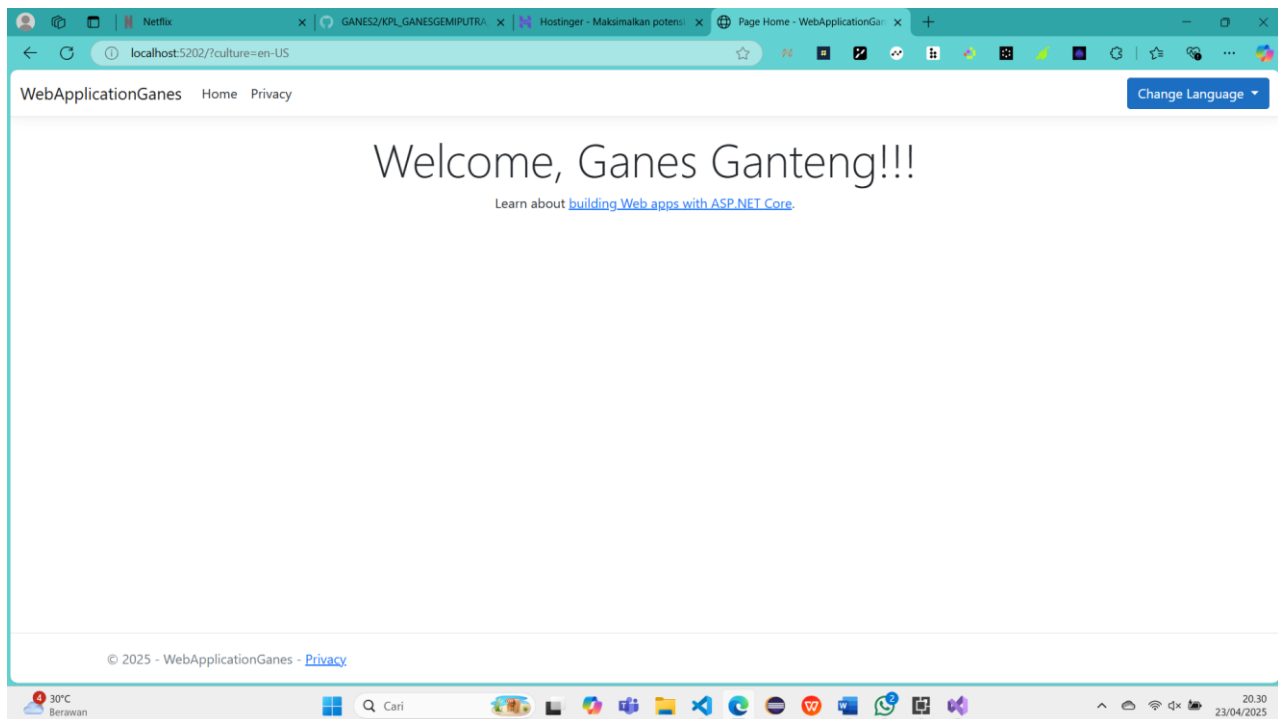 Netflix
GANES2/KPL_GANESGEMIPUTRA
Hostinger - Maksimalkan potensi
Page Home - WebApplicationGan
localhost:5202/?culture=en-US
WebApplicationGanes Home Privacy Change Language
Welcome, Ganes Ganteng!!!
Learn about building Web apps with ASP.NET Core.
© 2025 - WebApplicationGanes - Privacy
4 30°C
Berawan
Cari
2
20.30
23/04/2025